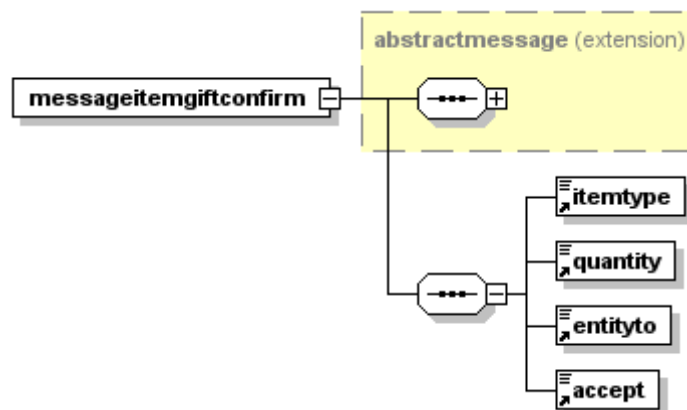 abstractmessage (extension)
messageitemgiftconfirm
itemtype
quantity
entityto
accept